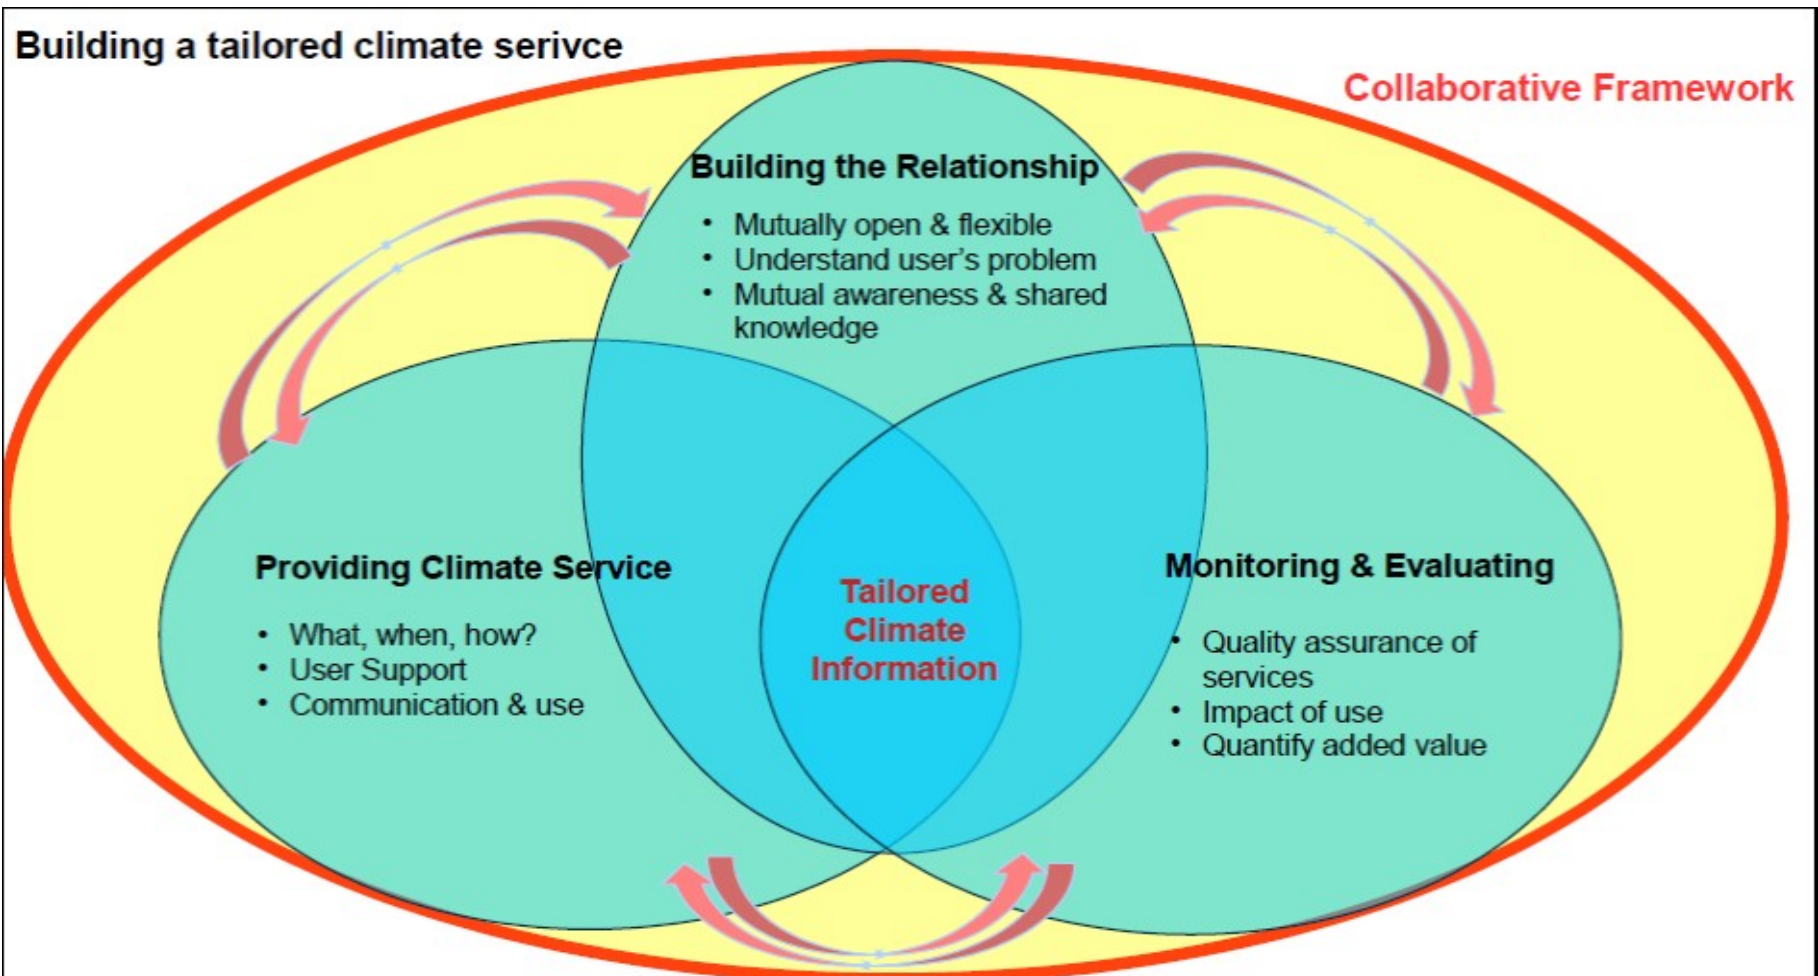 Building a tailored climate serivce
Collaborative Framework
Building the Relationship
• Mutually open & flexible
• Understand user's problem
• Mutual awareness & shared
knowledge
Providing Climate Service
• What, when, how?
• User Support
• Communication & use
Tailored
Climate
Information
Monitoring & Evaluating
• Quality assurance of
services
• Impact of use
• Quantify added value